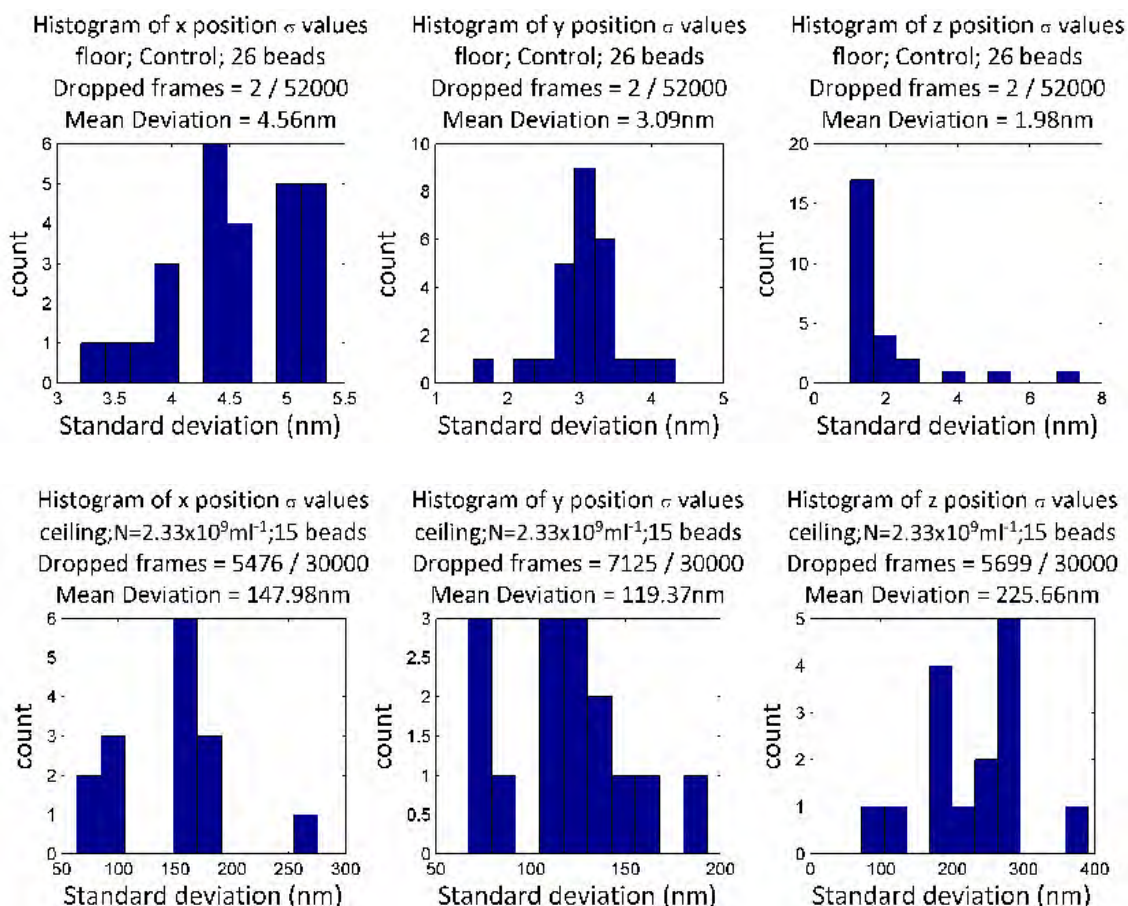 Histogram of x position σ values
floor; Control; 26 beads
Dropped frames = 2 / 52000
Mean Deviation = 4.56nm
6
5
4
3
2
1
0
count
3 3.5 4 4.5 5 5.5
Standard deviation (nm)
Histogram of y position σ values
floor; Control; 26 beads
Dropped frames = 2 / 52000
Mean Deviation = 3.09nm
10
8
6
4
2
0
count
1 2 3 4 5
Standard deviation (nm)
Histogram of z position σ values
floor; Control; 26 beads
Dropped frames = 2 / 52000
Mean Deviation = 1.98nm
20
15
10
5
0
count
0 2 4 6 8
Standard deviation (nm)
Histogram of x position σ values
ceiling;N=2.33x10⁹ml⁻¹;15 beads
Dropped frames = 5476 / 30000
Mean Deviation = 147.98nm
6
5
4
3
2
1
0
count
50 100 150 200 250 300
Standard deviation (nm)
Histogram of y position σ values
ceiling;N=2.33x10⁹ml⁻¹;15 beads
Dropped frames = 7125 / 30000
Mean Deviation = 119.37nm
3
2.5
2
1.5
1
0.5
0
count
50 100 150 200
Standard deviation (nm)
Histogram of z position σ values
ceiling;N=2.33x10⁹ml⁻¹;15 beads
Dropped frames = 5699 / 30000
Mean Deviation = 225.66nm
5
4
3
2
1
0
count
0 100 200 300 400
Standard deviation (nm)